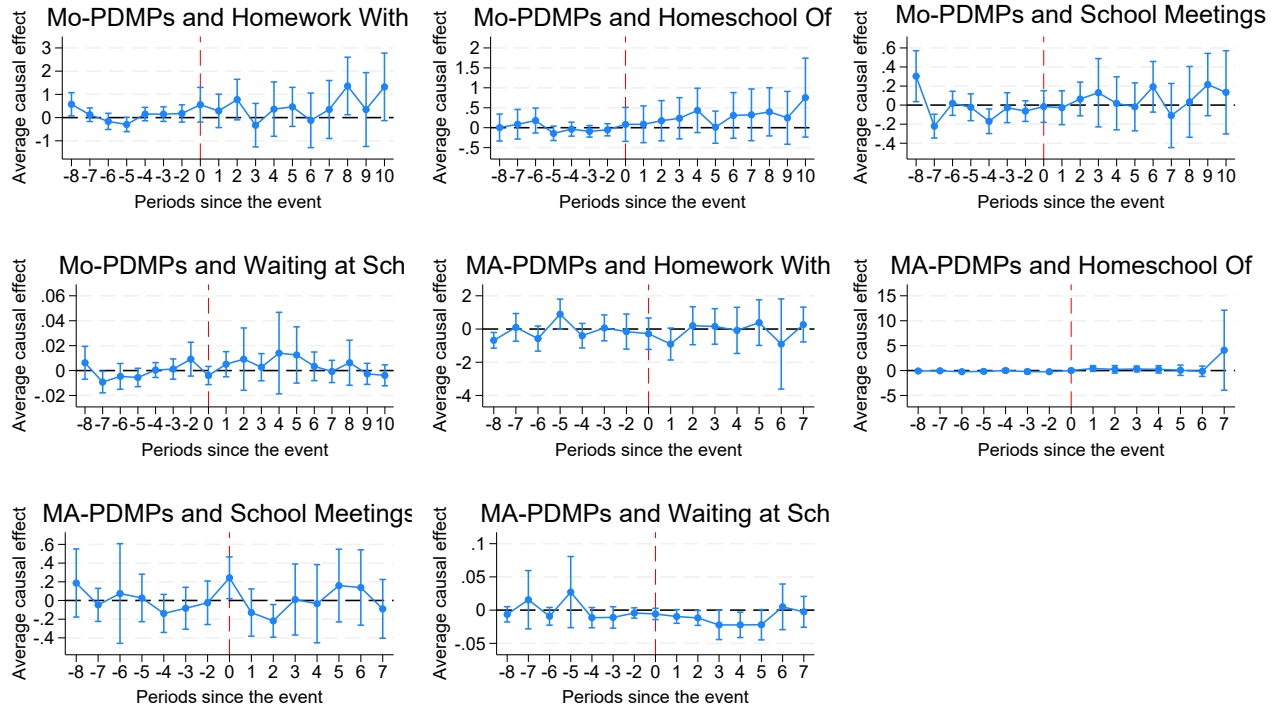 Mo-PDMPs and Homework With
Average causal effect
3
2
1
0
-1
-8 -7 -6 -5 -4 -3 -2 0 1 2 3 4 5 6 7 8 9 10
Periods since the event
Mo-PDMPs and Homeschool Of
Average causal effect
2
1.5
1
.5
0
-.5
-8 -7 -6 -5 -4 -3 -2 0 1 2 3 4 5 6 7 8 9 10
Periods since the event
Mo-PDMPs and School Meetings
Average causal effect
.6
.4
.2
0
-.2
-.4
-8 -7 -6 -5 -4 -3 -2 0 1 2 3 4 5 6 7 8 9 10
Periods since the event
Mo-PDMPs and Waiting at Sch
Average causal effect
.06
.04
.02
0
-.02
-8 -7 -6 -5 -4 -3 -2 0 1 2 3 4 5 6 7 8 9 10
Periods since the event
MA-PDMPs and Homework With
Average causal effect
2
0
-2
-4
-8 -7 -6 -5 -4 -3 -2 0 1 2 3 4 5 6 7
Periods since the event
MA-PDMPs and Homeschool Of
Average causal effect
15
10
5
0
-5
-8 -7 -6 -5 -4 -3 -2 0 1 2 3 4 5 6 7
Periods since the event
MA-PDMPs and School Meetings
Average causal effect
.6
.4
.2
0
-.2
-.4
-8 -7 -6 -5 -4 -3 -2 0 1 2 3 4 5 6 7
Periods since the event
MA-PDMPs and Waiting at Sch
Average causal effect
.1
.05
0
-.05
-8 -7 -6 -5 -4 -3 -2 0 1 2 3 4 5 6 7
Periods since the event